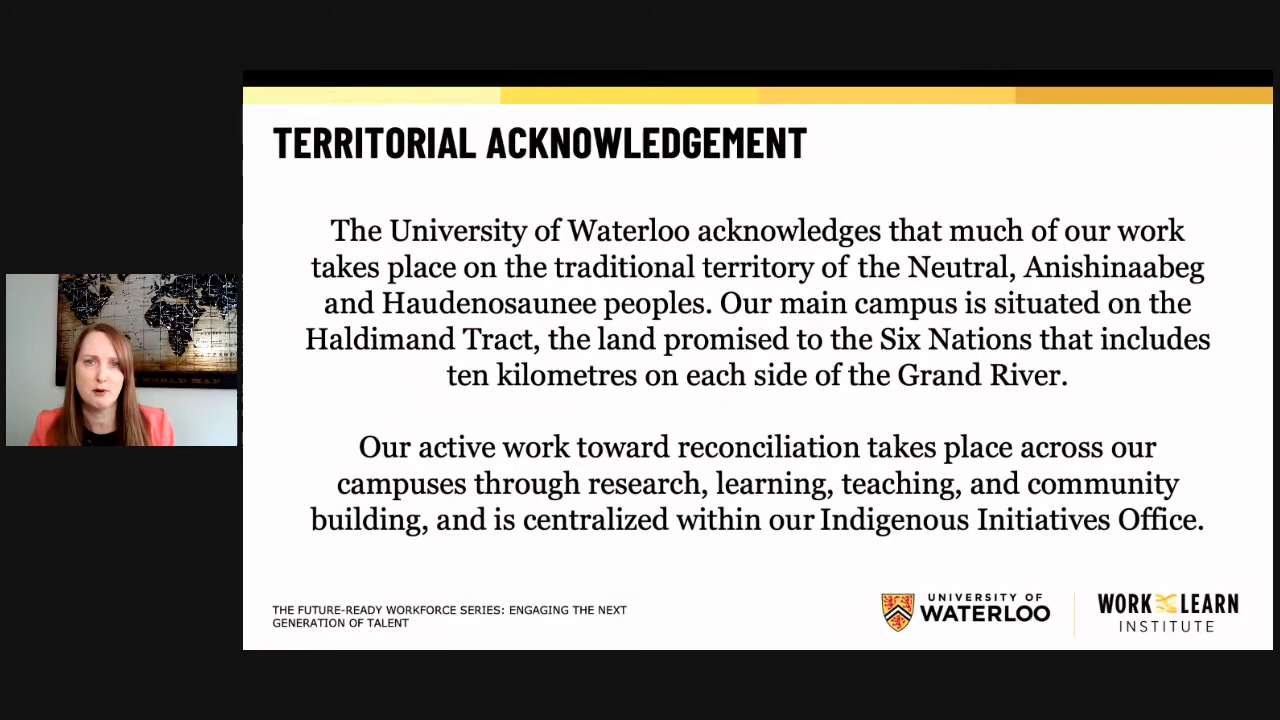 TERRITORIAL ACKNOWLEDGEMENT
The University of Waterloo acknowledges that much of our work
takes place on the traditional territory of the Neutral, Anishinaabeg
and Haudenosaunee peoples. Our main campus is situated on the
Haldimand Tract, the land promised to the Six Nations that includes
ten kilometres on each side of the Grand River.
Our active work toward reconciliation takes place across our
campuses through research, learning, teaching, and community
building, and is centralized within our Indigenous Initiatives Office.
WORLD MAP
THE FUTURE-READY WORKFORCE SERIES: ENGAGING THE NEXT
GENERATION OF TALENT
UNIVERSITY OF
WATERLOO
WORK LEARN
INSTITUTE